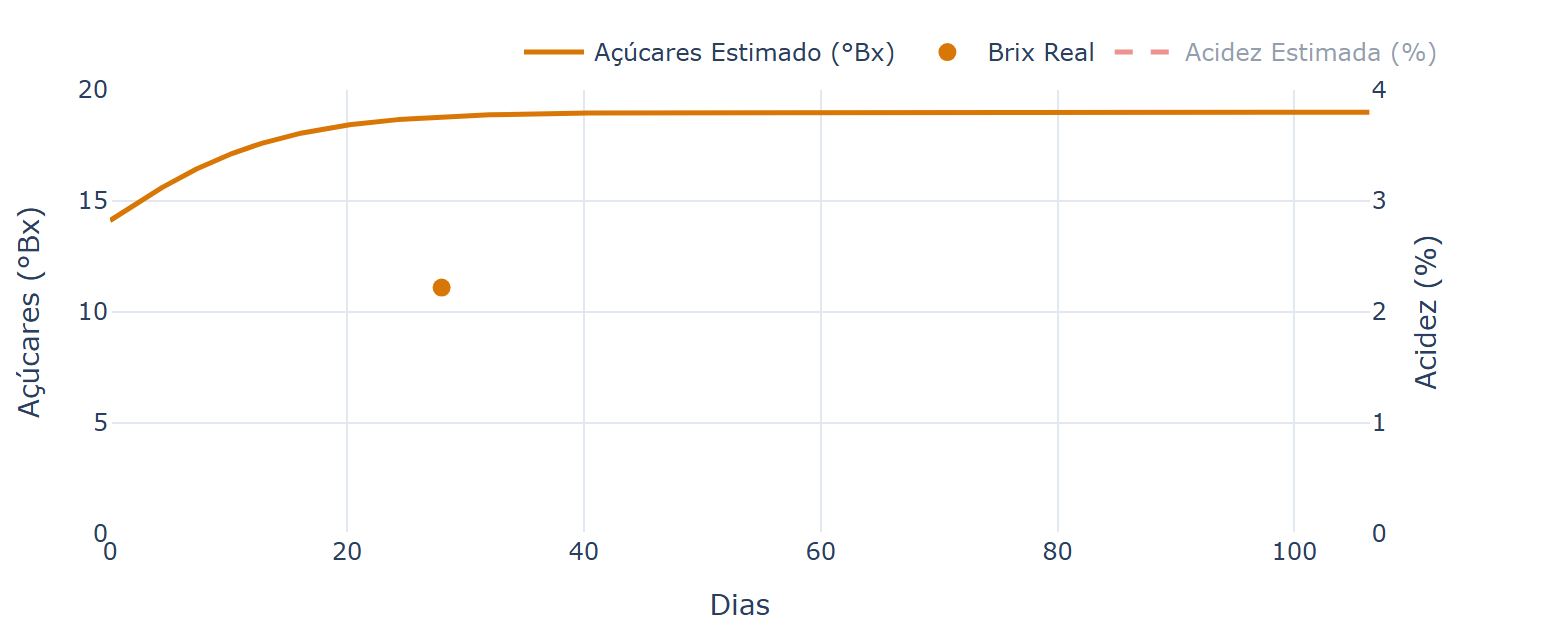 Açúcares Estimado (°Bx) Brix Real Acidez Estimada (%)
20 4
15 3
10 2
5 1
0 0
0 20 40 60 80 100
Dias
Açúcares (°Bx)
Acidez (%)